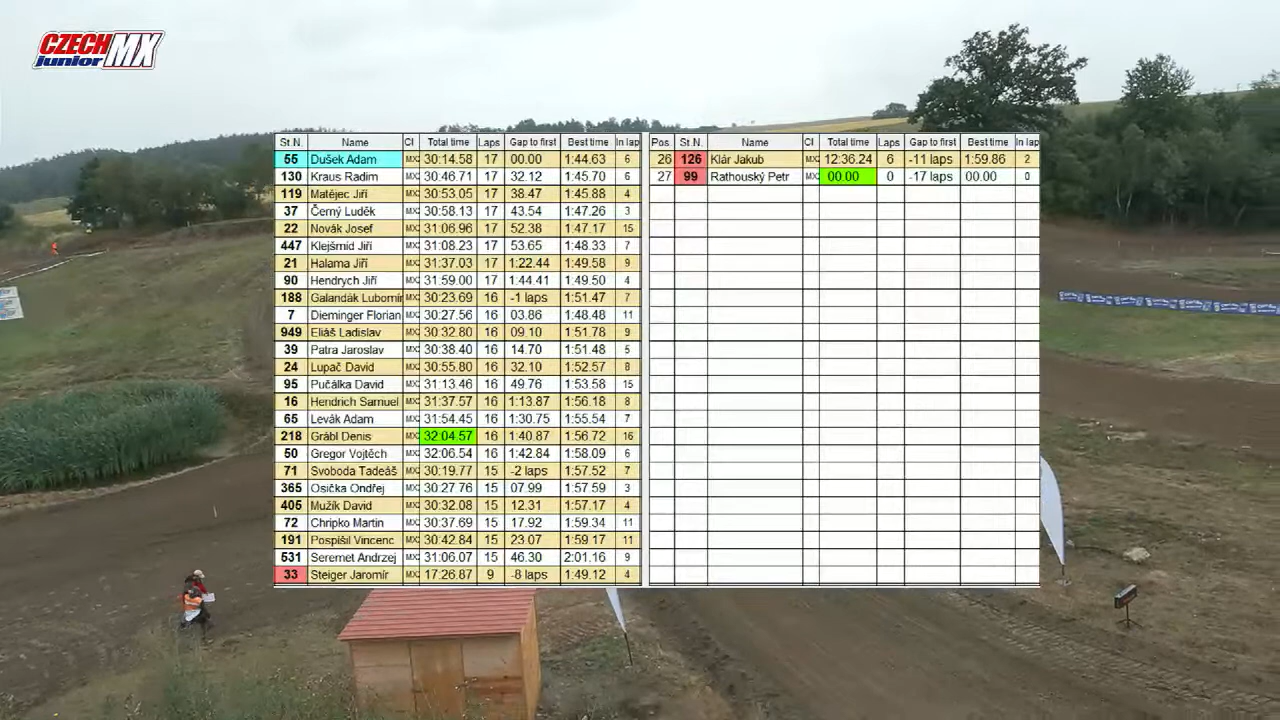 CZECH MX
junior
St.N. Name Cl Total time Laps Gap to first Best time In lap
55 Dušek Adam MX 30:14.58 17 00.00 1:44.63 6
130 Kraus Radim MX 30:46.71 17 32.12 1:45.70 6
119 Matějec Jiří MX 30:53.05 17 38.47 1:45.88 4
37 Černý Luděk MX 30:58.13 17 43.54 1:47.26 3
22 Novák Josef MX 31:06.96 17 52.38 1:47.17 15
447 Klejšmíd Jiří MX 31:08.23 17 53.65 1:48.33 7
21 Halama Jiří MX 31:37.03 17 1:22.44 1:49.58 9
90 Hendrych Jiří MX 31:59.00 17 1:44.41 1:49.50 4
188 Galandák Lubomír MX 30:23.69 16 -1 laps 1:51.47 7
7 Dieminger Florian MX 30:27.56 16 03.86 1:48.48 11
949 Eliáš Ladislav MX 30:32.80 16 09.10 1:51.78 9
39 Patra Jaroslav MX 30:38.40 16 14.70 1:51.48 5
24 Lupač David MX 30:55.80 16 32.10 1:52.57 8
95 Pučálka David MX 31:13.46 16 49.76 1:53.58 15
16 Hendrich Samuel MX 31:37.57 16 1:13.87 1:56.18 8
65 Levák Adam MX 31:54.45 16 1:30.75 1:55.54 7
218 Grábl Denis MX 32:04.57 16 1:40.87 1:56.72 16
50 Gregor Vojtěch MX 32:06.54 16 1:42.84 1:58.09 6
71 Svoboda Tadeáš MX 30:19.77 15 -2 laps 1:57.52 7
365 Osička Ondřej MX 30:27.76 15 07.99 1:57.59 3
405 Mužík David MX 30:32.08 15 12.31 1:57.17 4
72 Chripko Martin MX 30:37.69 15 17.92 1:59.34 11
191 Pospíšil Vincenc MX 30:42.84 15 23.07 1:59.17 11
531 Seremet Andrzej MX 31:06.07 15 46.30 2:01.16 9
33 Steiger Jaromír MX 17:26.87 9 -8 laps 1:49.12 4
Pos. St.N. Name Cl Total time Laps Gap to first Best time In lap
26 126 Klár Jakub MX 12:36.24 6 -11 laps 1:59.86 2
27 99 Rathouský Petr MX 00.00 0 -17 laps 00.00 0